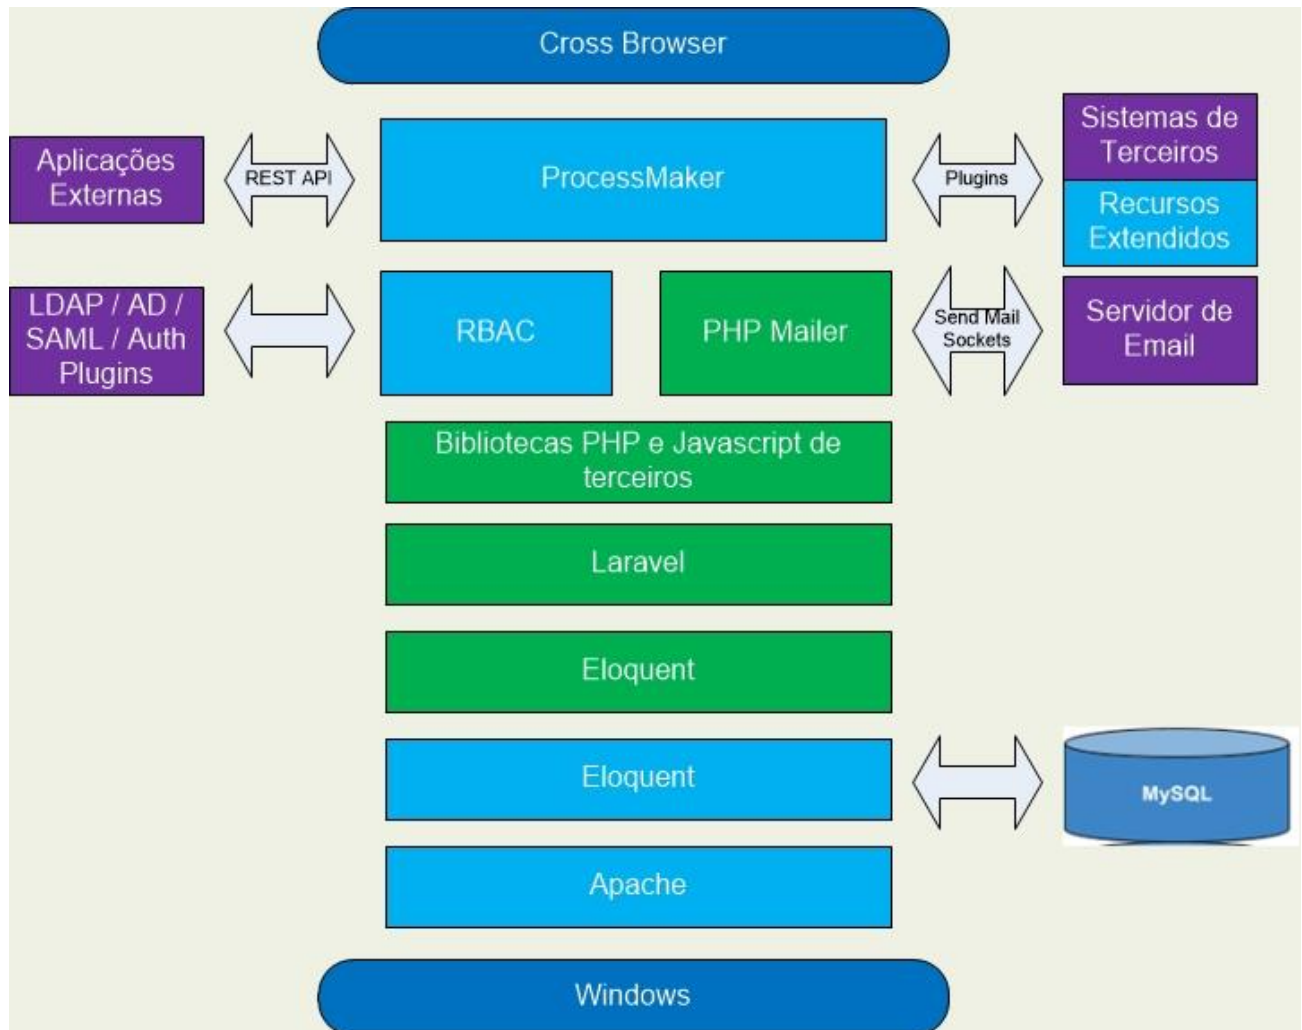 Cross Browser
Aplicações
Externas
REST API
ProcessMaker
Plugins
Sistemas de
Terceiros
Recursos
Extendidos
LDAP / AD /
SAML / Auth
Plugins
RBAC
PHP Mailer
Send Mail
Sockets
Servidor de
Email
Bibliotecas PHP e Javascript de
terceiros
Laravel
Eloquent
Eloquent
MySQL
Apache
Windows